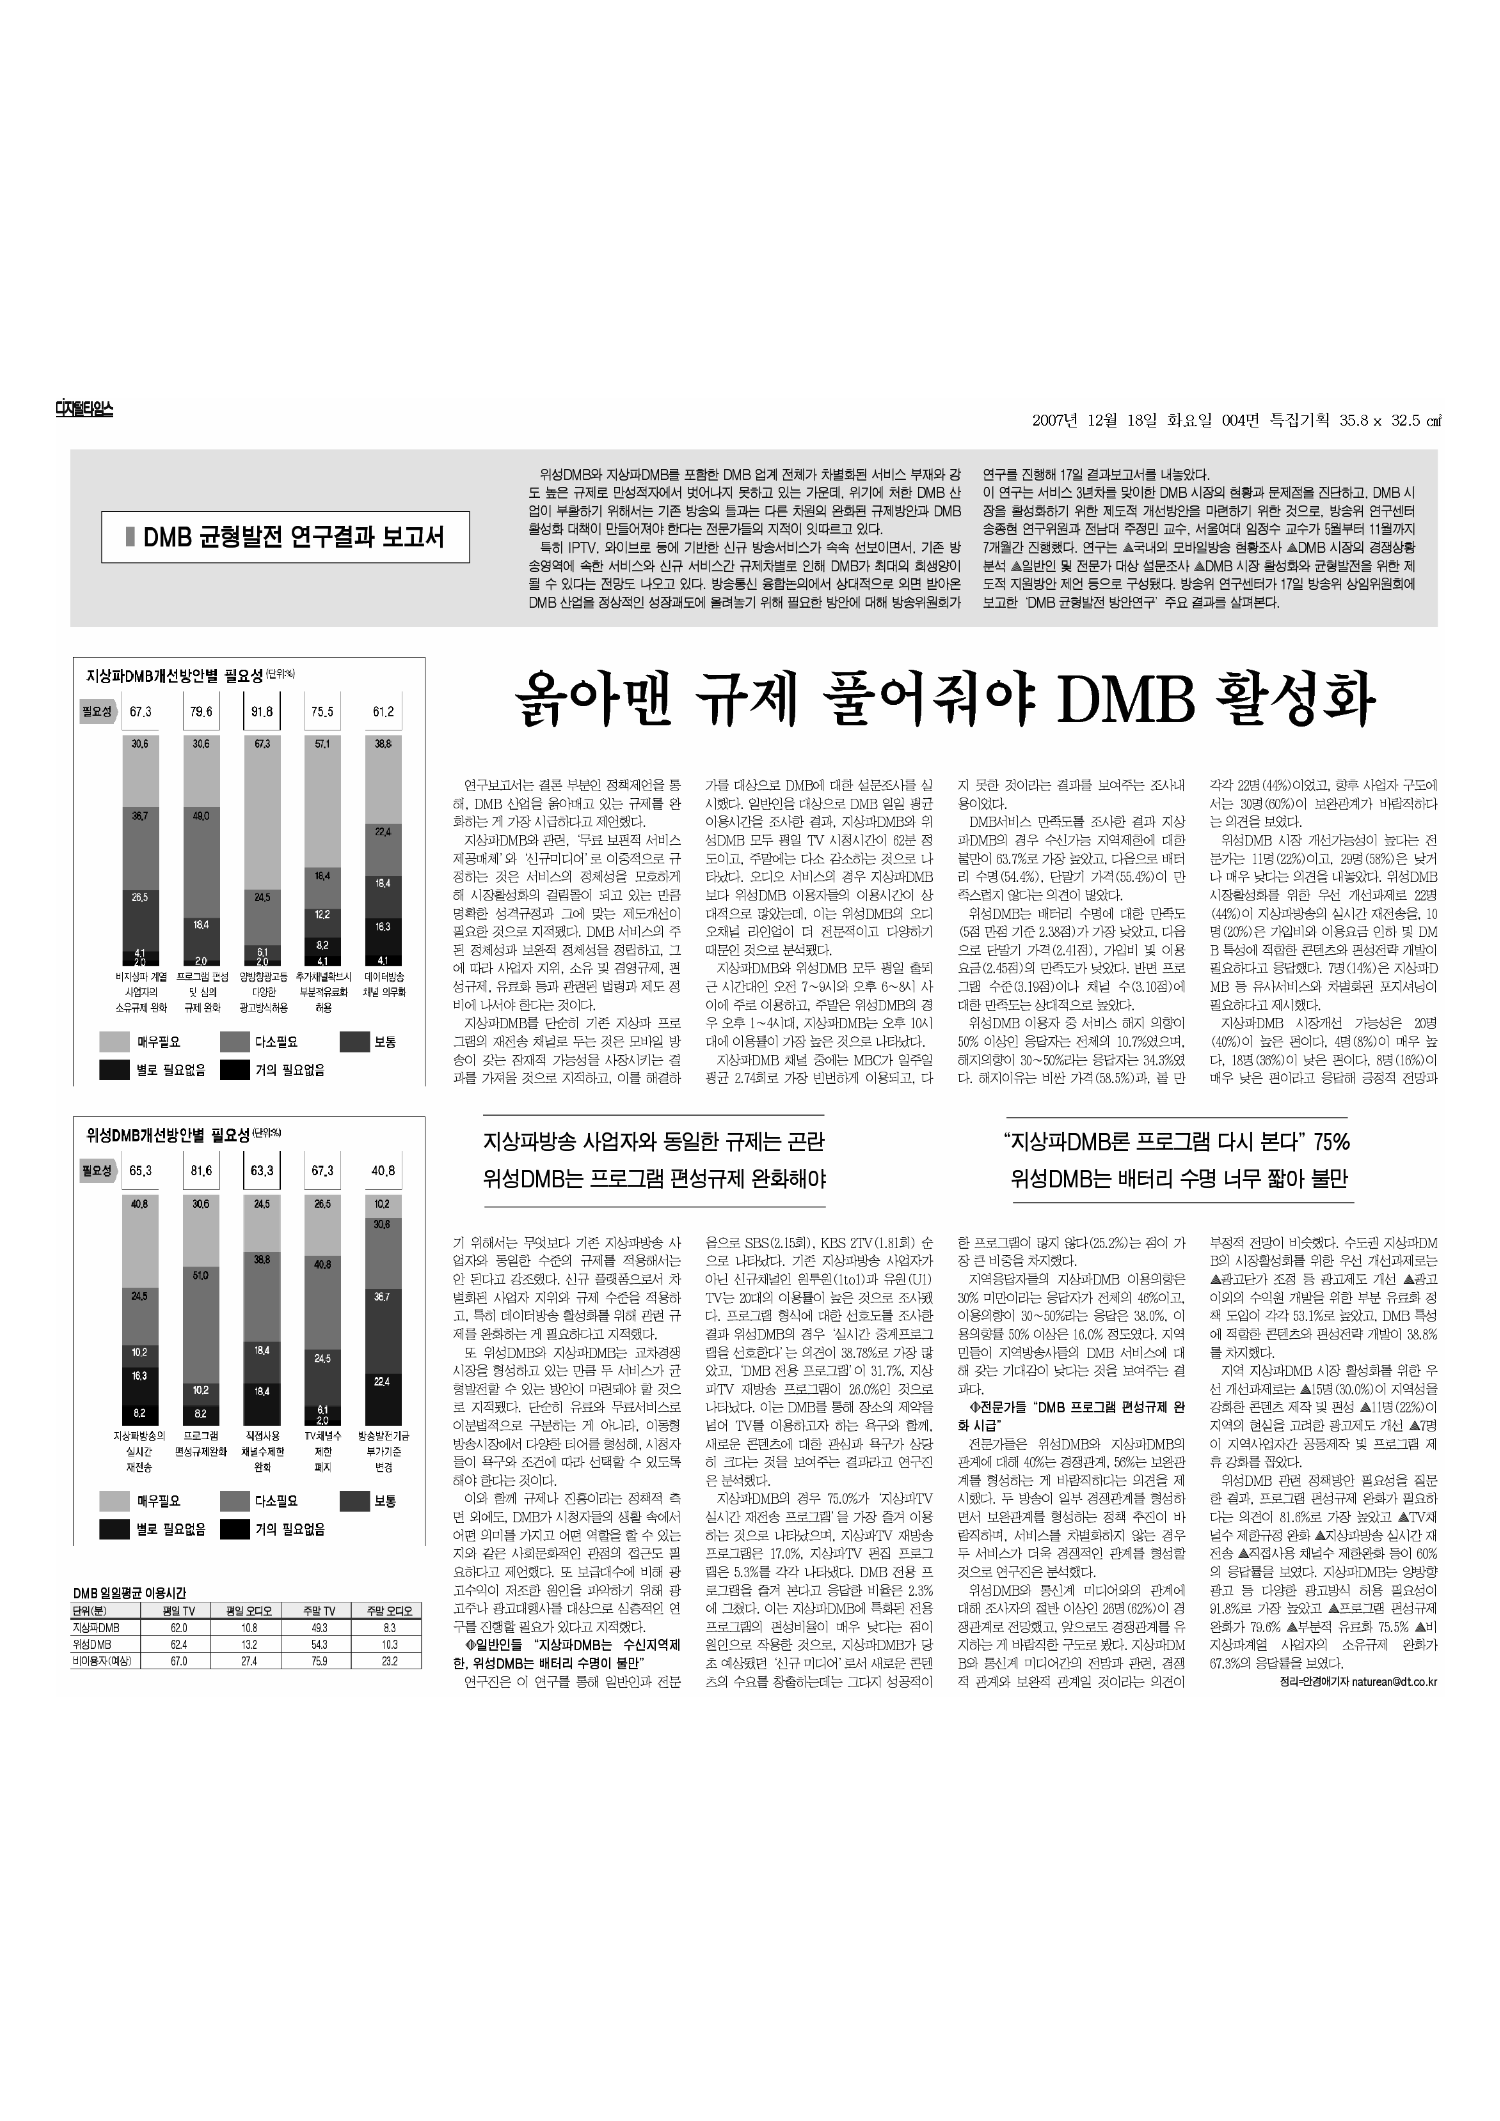 디지털타임스
2007년 12월 18일 화요일 004면 특집기획 35.8 x 32.5 ㎠
DMB 균형발전 연구결과 보고서
위성DMB와 지상파DMB를 포함한 DMB 업계 전체가 차별화된 서비스 부재와 강
도 높은 규제로 만성적자에서 벗어나지 못하고 있는 가운데, 위기에 처한 DMB 산
업이 부활하기 위해서는 기존 방송의 틀과는 다른 차원의 완화된 규제방안과 DMB
활성화 대책이 만들어져야 한다는 전문가들의 지적이 잇따르고 있다.
특히 IPTV, 와이브로 등에 기반한 신규 방송서비스가 속속 선보이면서, 기존 방
송영역에 속한 서비스와 신규 서비스간 규제차별로 인해 DMB가 최대의 희생양이
될 수 있다는 전망도 나오고 있다. 방송통신 융합논의에서 상대적으로 외면 받아온
DMB 산업을 정상적인 성장궤도에 올려놓기 위해 필요한 방안에 대해 방송위원회가
연구를 진행해 17일 결과보고서를 내놓았다.
이 연구는 서비스 3년차를 맞이한 DMB 시장의 현황과 문제점을 진단하고, DMB 시
장을 활성화하기 위한 제도적 개선방안을 마련하기 위한 것으로, 방송위 연구센터
송종현 연구위원과 전남대 주정민 교수, 서울여대 임정수 교수가 5월부터 11월까지
7개월간 진행했다. 연구는 ▲국내외 모바일방송 현황조사 ▲DMB 시장의 경쟁상황
분석 ▲일반인 및 전문가 대상 설문조사 ▲DMB 시장 활성화와 균형발전을 위한 제
도적 지원방안 제언 등으로 구성됐다. 방송위 연구센터가 17일 방송위 상임위원회에
보고한 'DMB 균형발전 방안연구' 주요 결과를 살펴본다.
지상파DMB개선방안별 필요성 (단위:%)
필요성 67.3 79.6 91.8 75.5 61.2
30.6 30.6 67.3 57.1 38.8
36.7 49.0 24.5 18.4 22.4
26.5 18.4 6.1 12.2 18.4
4.1 2.0 2.0 8.2 16.3
2.0 4.1 4.1
비지상파 계열 프로그램 편성 양방향광고등 추가채널확보시 데이터방송
사업자의 및 심의 다양한 부분적유료화 채널 의무화
소유규제 완화 규제 완화 광고방식허용 허용
매우필요 다소필요 보통
별로 필요없음 거의 필요없음
위성DMB개선방안별 필요성 (단위:%)
필요성 65.3 81.6 63.3 67.3 40.8
40.8 30.6 24.5 26.5 10.2
24.5 51.0 38.8 40.8 30.6
10.2 10.2 18.4 24.5 36.7
16.3 8.2 18.4 6.1 22.4
8.2 2.0
지상파방송의 프로그램 직접사용 TV채널수 방송발전기금
실시간 편성규제완화 채널수제한 제한 부가기준
재전송 완화 폐지 변경
매우필요 다소필요 보통
별로 필요없음 거의 필요없음
DMB 일일평균 이용시간
단위(분) 평일 TV 평일 오디오 주말 TV 주말 오디오
지상파DMB 62.0 10.8 49.3 8.3
위성DMB 62.4 13.2 54.3 10.3
비이용자(예상) 67.0 27.4 75.9 23.2
옭아맨 규제 풀어줘야 DMB 활성화
연구보고서는 결론 부분인 정책제언을 통
해, DMB 산업을 옭아매고 있는 규제를 완
화하는 게 가장 시급하다고 제언했다.
지상파DMB와 관련, '무료 보편적 서비스
제공매체'와 '신규미디어'로 이중적으로 규
정하는 것은 서비스의 정체성을 모호하게
해 시장활성화의 걸림돌이 되고 있는 만큼
명확한 성격규정과 그에 맞는 제도개선이
필요한 것으로 지적됐다. DMB 서비스의 주
된 정체성과 보완적 정체성을 정립하고, 그
에 따라 사업자 지위, 소유 및 겸영규제, 편
성규제, 유료화 등과 관련된 법령과 제도 정
비에 나서야 한다는 것이다.
지상파DMB를 단순히 기존 지상파 프로
그램의 재전송 채널로 두는 것은 모바일 방
송이 갖는 잠재적 가능성을 사장시키는 결
과를 가져올 것으로 지적하고, 이를 해결하
지상파방송 사업자와 동일한 규제는 곤란
위성DMB는 프로그램 편성규제 완화해야
기 위해서는 무엇보다 기존 지상파방송 사
업자와 동일한 수준의 규제를 적용해서는
안 된다고 강조했다. 신규 플랫폼으로서 차
별화된 사업자 지위와 규제 수준을 적용하
고, 특히 데이터방송 활성화를 위해 관련 규
제를 완화하는 게 필요하다고 지적했다.
또 위성DMB와 지상파DMB는 교차경쟁
시장을 형성하고 있는 만큼 두 서비스가 균
형발전할 수 있는 방안이 마련돼야 할 것으
로 지적됐다. 단순히 유료와 무료서비스로
이분법적으로 구분하는 게 아니라, 이동형
방송시장에서 다양한 티어를 형성해, 시청자
들이 욕구와 조건에 따라 선택할 수 있도록
해야 한다는 것이다.
이와 함께 규제나 진흥이라는 정책적 측
면 외에도, DMB가 시청자들의 생활 속에서
어떤 의미를 가지고 어떤 역할을 할 수 있는
지와 같은 사회문화적인 관점의 접근도 필
요하다고 제언했다. 또 보급대수에 비해 광
고수익이 저조한 원인을 파악하기 위해 광
고주나 광고대행사를 대상으로 심층적인 연
구를 진행할 필요가 있다고 지적했다.
◈일반인들 "지상파DMB는 수신지역제
한, 위성DMB는 배터리 수명이 불만"
연구진은 이 연구를 통해 일반인과 전문
가를 대상으로 DMB에 대한 설문조사를 실
시했다. 일반인을 대상으로 DMB 일일 평균
이용시간을 조사한 결과, 지상파DMB와 위
성DMB 모두 평일 TV 시청시간이 62분 정
도이고, 주말에는 다소 감소하는 것으로 나
타났다. 오디오 서비스의 경우 지상파DMB
보다 위성DMB 이용자들의 이용시간이 상
대적으로 많았는데, 이는 위성DMB의 오디
오채널 라인업이 더 전문적이고 다양하기
때문인 것으로 분석됐다.
지상파DMB와 위성DMB 모두 평일 출퇴
근 시간대인 오전 7~9시와 오후 6~8시 사
이에 주로 이용하고, 주말은 위성DMB의 경
우 오후 1~4시대, 지상파DMB는 오후 10시
대에 이용률이 가장 높은 것으로 나타났다.
지상파DMB 채널 중에는 MBC가 일주일
평균 2.74회로 가장 빈번하게 이용되고, 다
음으로 SBS(2.15회), KBS 2TV(1.81회) 순
으로 나타났다. 기존 지상파방송 사업자가
아닌 신규채널인 원투원(1to1)과 유원(U1)
TV는 20대의 이용률이 높은 것으로 조사됐
다. 프로그램 형식에 대한 선호도를 조사한
결과 위성DMB의 경우 '실시간 중계프로그
램을 선호한다'는 의견이 38.78%로 가장 많
았고, 'DMB 전용 프로그램'이 31.7%, 지상
파TV 재방송 프로그램이 26.0%인 것으로
나타났다. 이는 DMB를 통해 장소의 제약을
넘어 TV를 이용하고자 하는 욕구와 함께,
새로운 콘텐츠에 대한 관심과 욕구가 상당
히 크다는 것을 보여주는 결과라고 연구진
은 분석했다.
지상파DMB의 경우 75.0%가 '지상파TV
실시간 재전송 프로그램'을 가장 즐겨 이용
하는 것으로 나타났으며, 지상파TV 재방송
프로그램은 17.0%, 지상파TV 편집 프로그
램은 5.3%를 각각 나타냈다. DMB 전용 프
로그램을 즐겨 본다고 응답한 비율은 2.3%
에 그쳤다. 이는 지상파DMB에 특화된 전용
프로그램의 편성비율이 매우 낮다는 점이
원인으로 작용한 것으로, 지상파DMB가 당
초 예상됐던 '신규 미디어'로서 새로운 콘텐
츠의 수요를 창출하는데는 그다지 성공적이
지 못한 것이라는 결과를 보여주는 조사내
용이었다.
DMB서비스 만족도를 조사한 결과 지상
파DMB의 경우 수신가능 지역제한에 대한
불만이 63.7%로 가장 높았고, 다음으로 배터
리 수명(54.4%), 단말기 가격(55.4%)이 만
족스럽지 않다는 의견이 많았다.
위성DMB는 배터리 수명에 대한 만족도
(5점 만점 기준 2.38점)가 가장 낮았고, 다음
으로 단말기 가격(2.41점), 가입비 및 이용
요금(2.45점)의 만족도가 낮았다. 반면 프로
그램 수준(3.19점)이나 채널 수(3.10점)에
대한 만족도는 상대적으로 높았다.
위성DMB 이용자 중 서비스 해지 의향이
50% 이상인 응답자는 전체의 10.7%였으며,
해지의향이 30~50%라는 응답자는 34.3%였
다. 해지이유는 비싼 가격(58.5%)과, 볼 만
"지상파DMB론 프로그램 다시 본다" 75%
위성DMB는 배터리 수명 너무 짧아 불만
한 프로그램이 많지 않다(25.2%)는 점이 가
장 큰 비중을 차지했다.
지역응답자들의 지상파DMB 이용의향은
30% 미만이라는 응답자가 전체의 46%이고,
이용의향이 30~50%라는 응답은 38.0%, 이
용의향률 50% 이상은 16.0% 정도였다. 지역
민들이 지역방송사들의 DMB 서비스에 대
해 갖는 기대감이 낮다는 것을 보여주는 결
과다.
◈전문가들 "DMB 프로그램 편성규제 완
화 시급"
전문가들은 위성DMB와 지상파DMB의
관계에 대해 40%는 경쟁관계, 56%는 보완관
계를 형성하는 게 바람직하다는 의견을 제
시했다. 두 방송이 일부 경쟁관계를 형성하
면서 보완관계를 형성하는 정책 추진이 바
람직하며, 서비스를 차별화하지 않는 경우
두 서비스가 더욱 경쟁적인 관계를 형성할
것으로 연구진은 분석했다.
위성DMB와 통신계 미디어와의 관계에
대해 조사자의 절반 이상인 26명(62%)이 경
쟁관계로 전망했고, 앞으로도 경쟁관계를 유
지하는 게 바람직한 구도로 봤다. 지상파DM
B와 통신계 미디어간의 전망과 관련, 경쟁
적 관계와 보완적 관계일 것이라는 의견이
각각 22명(44%)이었고, 향후 사업자 구도에
서는 30명(60%)이 보완관계가 바람직하다
는 의견을 보였다.
위성DMB 시장 개선가능성이 높다는 전
문가는 11명(22%)이고, 29명(58%)은 낮거
나 매우 낮다는 의견을 내놓았다. 위성DMB
시장활성화를 위한 우선 개선과제로 22명
(44%)이 지상파방송의 실시간 재전송을, 10
명(20%)은 가입비와 이용요금 인하 및 DM
B 특성에 적합한 콘텐츠와 편성전략 개발이
필요하다고 응답했다. 7명(14%)은 지상파D
MB 등 유사서비스와 차별화된 포지셔닝이
필요하다고 제시했다.
지상파DMB 시장개선 가능성은 20명
(40%)이 높은 편이다, 4명(8%)이 매우 높
다, 18명(36%)이 낮은 편이다, 8명(16%)이
매우 낮은 편이라고 응답해 긍정적 전망과
부정적 전망이 비슷했다. 수도권 지상파DM
B의 시장활성화를 위한 우선 개선과제로는
▲광고단가 조정 등 광고제도 개선 ▲광고
이외의 수익원 개발을 위한 부분 유료화 정
책 도입이 각각 53.1%로 높았고, DMB 특성
에 적합한 콘텐츠와 편성전략 개발이 38.8%
를 차지했다.
지역 지상파DMB 시장 활성화를 위한 우
선 개선과제로는 ▲15명(30.0%)이 지역성을
강화한 콘텐츠 제작 및 편성 ▲11명(22%)이
지역의 현실을 고려한 광고제도 개선 ▲7명
이 지역사업자간 공동제작 및 프로그램 제
휴 강화를 꼽았다.
위성DMB 관련 정책방안 필요성을 질문
한 결과, 프로그램 편성규제 완화가 필요하
다는 의견이 81.6%로 가장 높았고 ▲TV채
널수 제한규정 완화 ▲지상파방송 실시간 재
전송 ▲직접사용 채널수 제한완화 등이 60%
의 응답률을 보였다. 지상파DMB는 양방향
광고 등 다양한 광고방식 허용 필요성이
91.8%로 가장 높았고 ▲프로그램 편성규제
완화가 79.6% ▲부분적 유료화 75.5% ▲비
지상파계열 사업자의 소유규제 완화가
67.3%의 응답률을 보였다.
정리=안경애기자 naturean@dt.co.kr